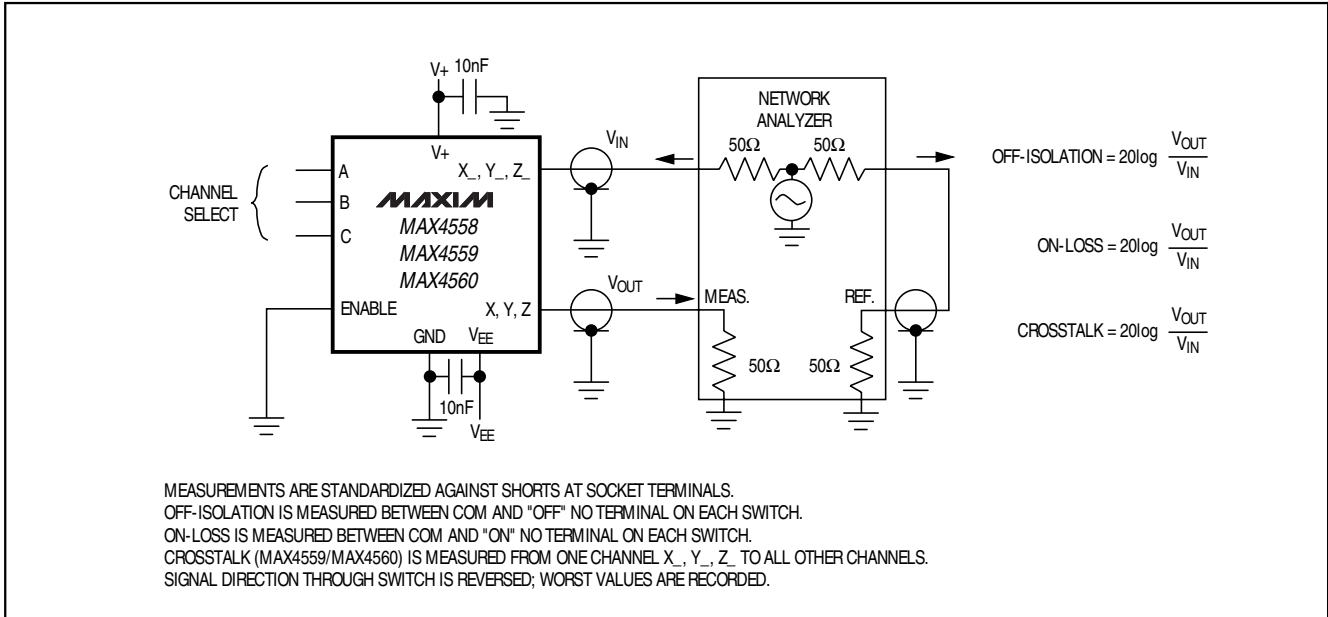 V+ 10nF
V+
A
B
C
CHANNEL
SELECT
X_, Y_, Z_
MAXIM
MAX4558
MAX4559
MAX4560
ENABLE
X, Y, Z
GND VEE
10nF
VEE
VIN
VOUT
NETWORK
ANALYZER
50Ω 50Ω
MEAS. REF.
50Ω 50Ω
OFF-ISOLATION = 20log VOUT
VIN
ON-LOSS = 20log VOUT
VIN
CROSSTALK = 20log VOUT
VIN
MEASUREMENTS ARE STANDARDIZED AGAINST SHORTS AT SOCKET TERMINALS.
OFF-ISOLATION IS MEASURED BETWEEN COM AND "OFF" NO TERMINAL ON EACH SWITCH.
ON-LOSS IS MEASURED BETWEEN COM AND "ON" NO TERMINAL ON EACH SWITCH.
CROSSTALK (MAX4559/MAX4560) IS MEASURED FROM ONE CHANNEL X_, Y_, Z_ TO ALL OTHER CHANNELS.
SIGNAL DIRECTION THROUGH SWITCH IS REVERSED; WORST VALUES ARE RECORDED.